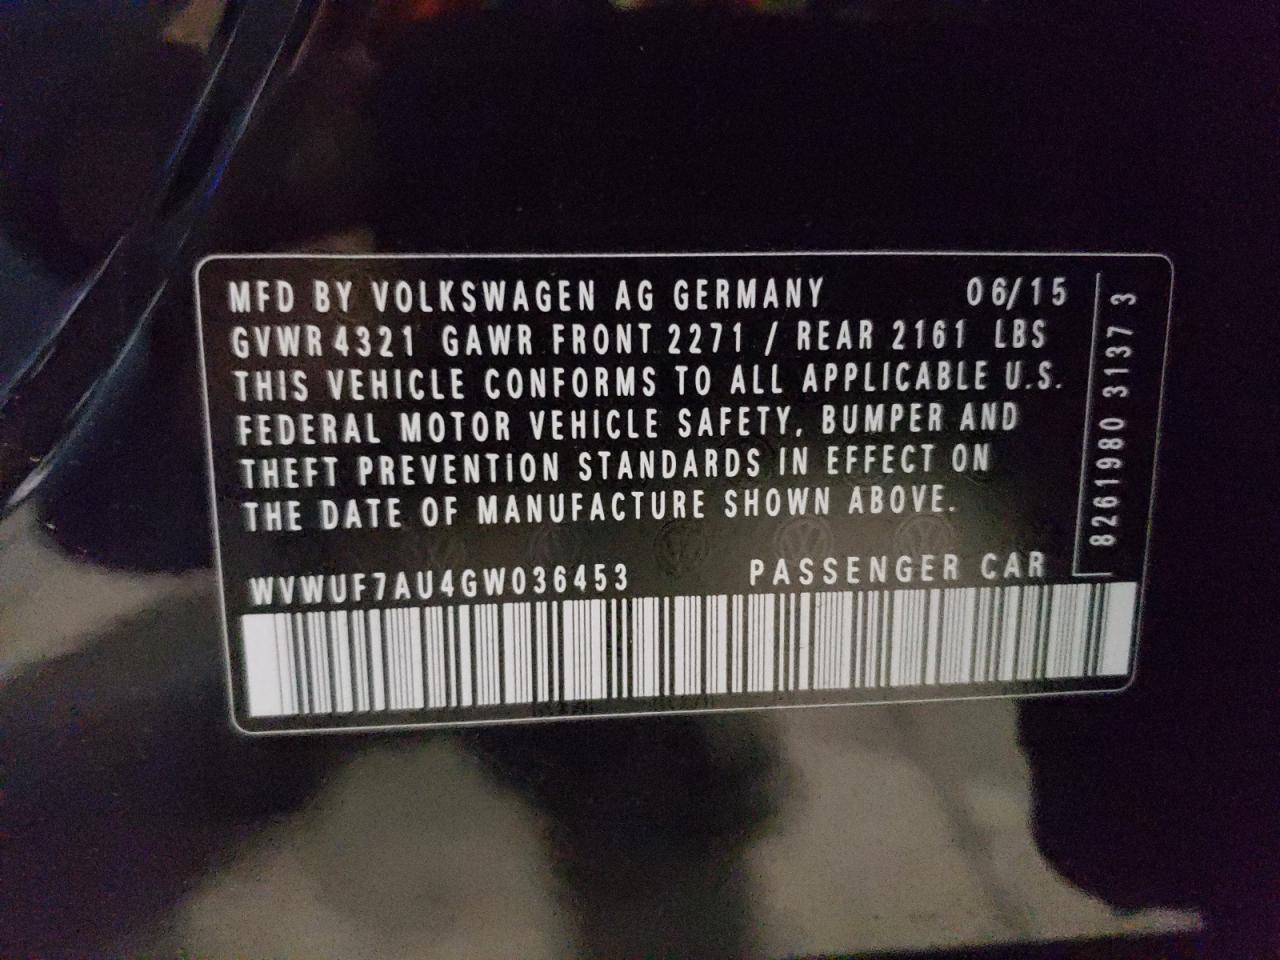 MFD BY VOLKSWAGEN AG GERMANY 06/15
GVWR 4321 GAWR FRONT 2271 / REAR 2161 LBS
THIS VEHICLE CONFORMS TO ALL APPLICABLE U.S.
FEDERAL MOTOR VEHICLE SAFETY, BUMPER AND
THEFT PREVENTION STANDARDS IN EFFECT ON
THE DATE OF MANUFACTURE SHOWN ABOVE.
WVWUF7AU4GW036453 PASSENGER CAR
8261980 3137 3